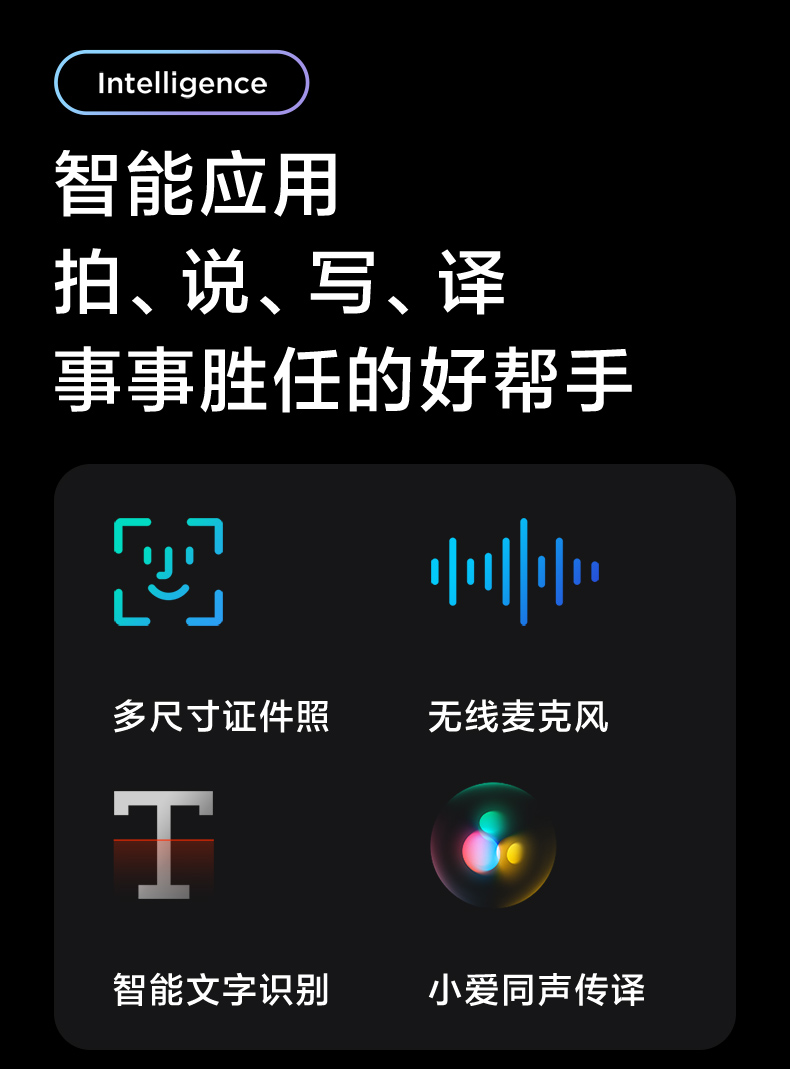 Intelligence
智能应用
拍、说、写、译
事事胜任的好帮手
多尺寸证件照
无线麦克风
智能文字识别
小爱同声传译